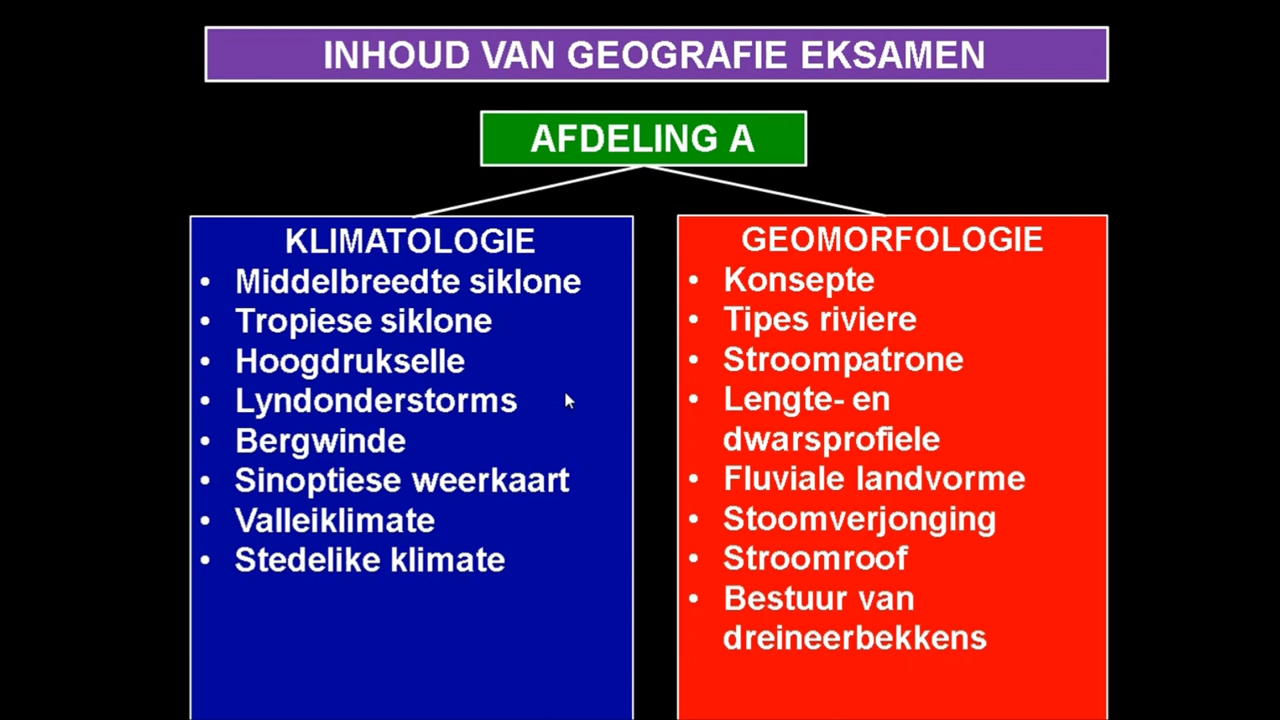 INHOUD VAN GEOGRAFIE EKSAMEN
AFDELING A
KLIMATOLOGIE
• Middelbreedte siklone
• Tropiese siklone
• Hoogdrukselle
• Lyndonderstorms
• Bergwinde
• Sinoptiese weerkaart
• Valleiklimate
• Stedelike klimate
GEOMORFOLOGIE
• Konsepte
• Tipes riviere
• Stroompatrone
• Lengte- en
dwarsprofiele
• Fluviale landvorme
• Stoomverjonging
• Stroomroof
• Bestuur van
dreineerbekkens